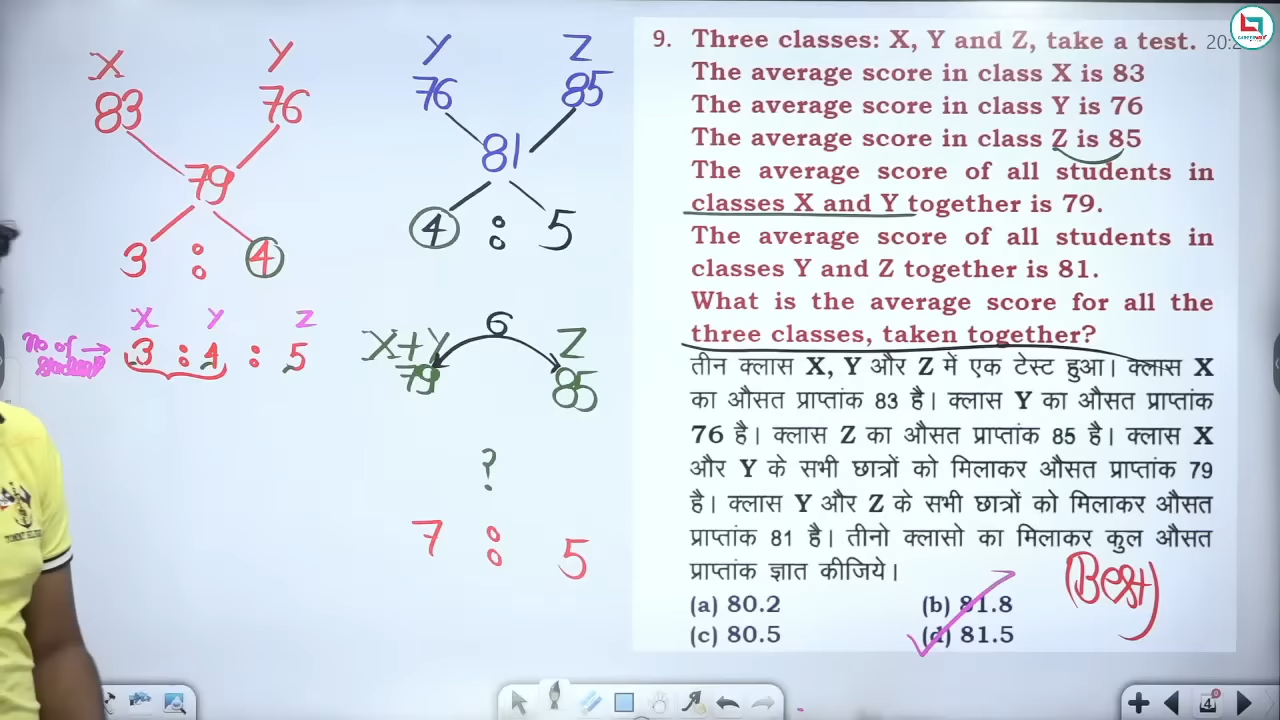 X Y
83 76
79
3 : 4
X Y Z
No of Student → 3 : 4 : 5
Y Z
76 85
81
4 : 5
6
X+Y Z
79 85
?
7 : 5
9. Three classes: X, Y and Z, take a test.
The average score in class X is 83
The average score in class Y is 76
The average score in class Z is 85
The average score of all students in
classes X and Y together is 79.
The average score of all students in
classes Y and Z together is 81.
What is the average score for all the
three classes, taken together?
तीन क्लास X, Y और Z में एक टेस्ट हुआ। क्लास X
का औसत प्राप्तांक 83 है। क्लास Y का औसत प्राप्तांक
76 है। क्लास Z का औसत प्राप्तांक 85 है। क्लास X
और Y के सभी छात्रों को मिलाकर औसत प्राप्तांक 79
है। क्लास Y और Z के सभी छात्रों को मिलाकर औसत
प्राप्तांक 81 है। तीनो क्लासो का मिलाकर कुल औसत
प्राप्तांक ज्ञात कीजिये।
(a) 80.2 (b) 81.8
(c) 80.5 (d) 81.5
(Best)
4